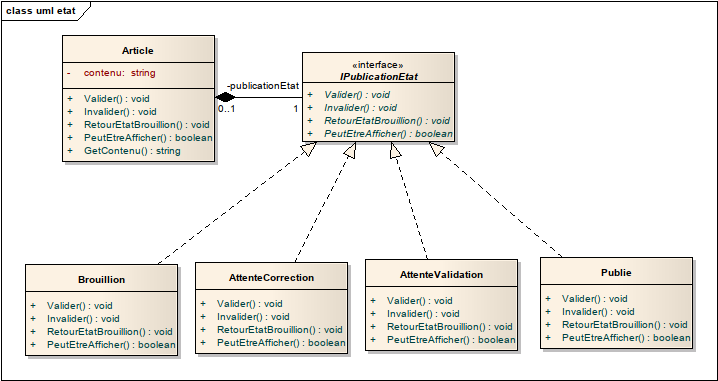 class uml etat
Article
- contenu: string
+ Valider() : void
+ Invalider() : void
+ RetourEtatBrouillion() : void
+ PeutEtreAfficher() : boolean
+ GetContenu() : string
-publicationEtat
0..1
1
«interface»
IPublicationEtat
+ Valider() : void
+ Invalider() : void
+ RetourEtatBrouillion() : void
+ PeutEtreAfficher() : boolean
Brouillion
+ Valider() : void
+ Invalider() : void
+ RetourEtatBrouillion() : void
+ PeutEtreAfficher() : boolean
AttenteCorrection
+ Valider() : void
+ Invalider() : void
+ RetourEtatBrouillion() : void
+ PeutEtreAfficher() : boolean
AttenteValidation
+ Valider() : void
+ Invalider() : void
+ RetourEtatBrouillion() : void
+ PeutEtreAfficher() : boolean
Publie
+ Valider() : void
+ Invalider() : void
+ RetourEtatBrouillion() : void
+ PeutEtreAfficher() : boolean